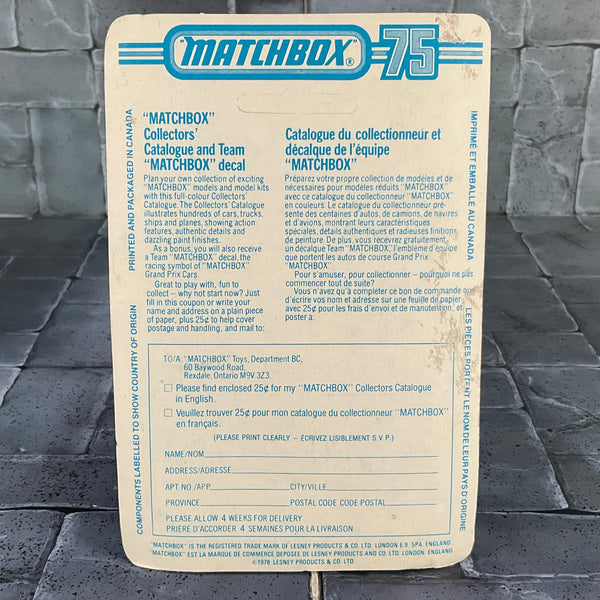 "MATCHBOX"® 75
PRINTED AND PACKAGED IN CANADA
COMPONENTS LABELLED TO SHOW COUNTRY OF ORIGIN
"MATCHBOX"
Collectors'
Catalogue and Team
"MATCHBOX" decal
Plan your own collection of exciting
"MATCHBOX" models and model kits
with this full-colour Collectors'
Catalogue. The Collectors' Catalogue
illustrates hundreds of cars, trucks,
ships and planes, showing action
features, authentic details and
dazzling paint finishes.
As a bonus, you will also receive
a Team "MATCHBOX" decal, the
racing symbol of "MATCHBOX"
Grand Prix Cars.
Great to play with, fun to
collect — why not start now? Just
fill in this coupon or write your
name and address on a plain piece
of paper, plus 25¢ to help cover
postage and handling, and mail to:
Catalogue du collectionneur et
décalque de l'équipe
"MATCHBOX"
Préparez votre propre collection de modèles et de
nécessaires pour modèles réduits "MATCHBOX"
avec ce catalogue du collectionneur "MATCHBOX"
en couleurs. Le catalogue du collectionneur pré-
sente des centaines d'autos, de camions, de navires
et d'avions, montrant leurs caractéristiques
spéciales, détails authentiques et radieuses finitions
de peinture. De plus, vous recevrez gratuitement,
un décalque Team "MATCHBOX", l'emblème d'équipe
que portent les autos de course Grand Prix
"MATCHBOX"
Pour s'amuser, pour collectionner — pourquoi ne pas
commencer tout de suite?
Vous n'avez qu'a compléter ce bon de commande ou
d'écrire vos nom et adresse sur une feuille de papier
avec 25¢ pour les frais d'envoi et de manutention, et
poster à:
IMPRIMÉ ET EMBALLÉ AU CANADA
LES PIÈCES PORTENT LE NOM DE LEUR PAYS D'ORIGINE
TO/A: "MATCHBOX" Toys, Department BC,
60 Baywood Road,
Rexdale, Ontario M9V 3Z3.
Please find enclosed 25¢ for my "MATCHBOX" Collectors Catalogue
in English.
Veuillez trouver 25¢ pour mon catalogue du collectionneur "MATCHBOX"
en français.
(PLEASE PRINT CLEARLY – ÉCRIVEZ LISIBLEMENT S.V.P.)
NAME/NOM
ADDRESS/ADRESSE
APT. NO/APP. CITY/VILLE
PROVINCE POSTAL CODE CODE POSTAL
PLEASE ALLOW 4 WEEKS FOR DELIVERY
PRIÈRE D'ACCORDER 4 SEMAINES POUR LA LIVRAISON.
"MATCHBOX" IS THE REGISTERED TRADE MARK OF LESNEY PRODUCTS & CO. LTD. LONDON E.9. 5PA. ENGLAND
"MATCHBOX" EST LA MARQUE DE COMMERCE DEPOSÉE DE LESNEY PRODUCTS AND CO. LTD. LONDON, ENGLAND.
©1978 LESNEY PRODUCTS & CO. LTD.